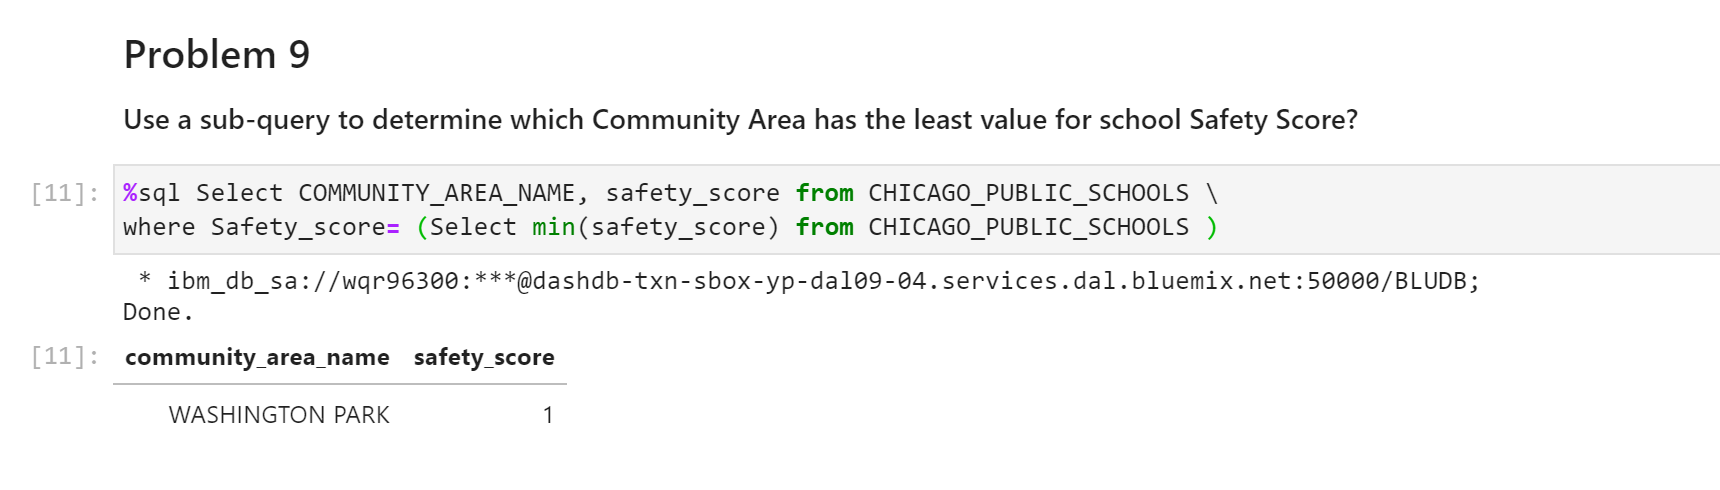 Problem 9
Use a sub-query to determine which Community Area has the least value for school Safety Score?
[11]: %sql Select COMMUNITY_AREA_NAME, safety_score from CHICAGO_PUBLIC_SCHOOLS \
where Safety_score= (Select min(safety_score) from CHICAGO_PUBLIC_SCHOOLS )
* ibm_db_sa://wqr96300:***@dashdb-txn-sbox-yp-dal09-04.services.dal.bluemix.net:50000/BLUDB;
Done.
[11]: community_area_name safety_score
WASHINGTON PARK 1